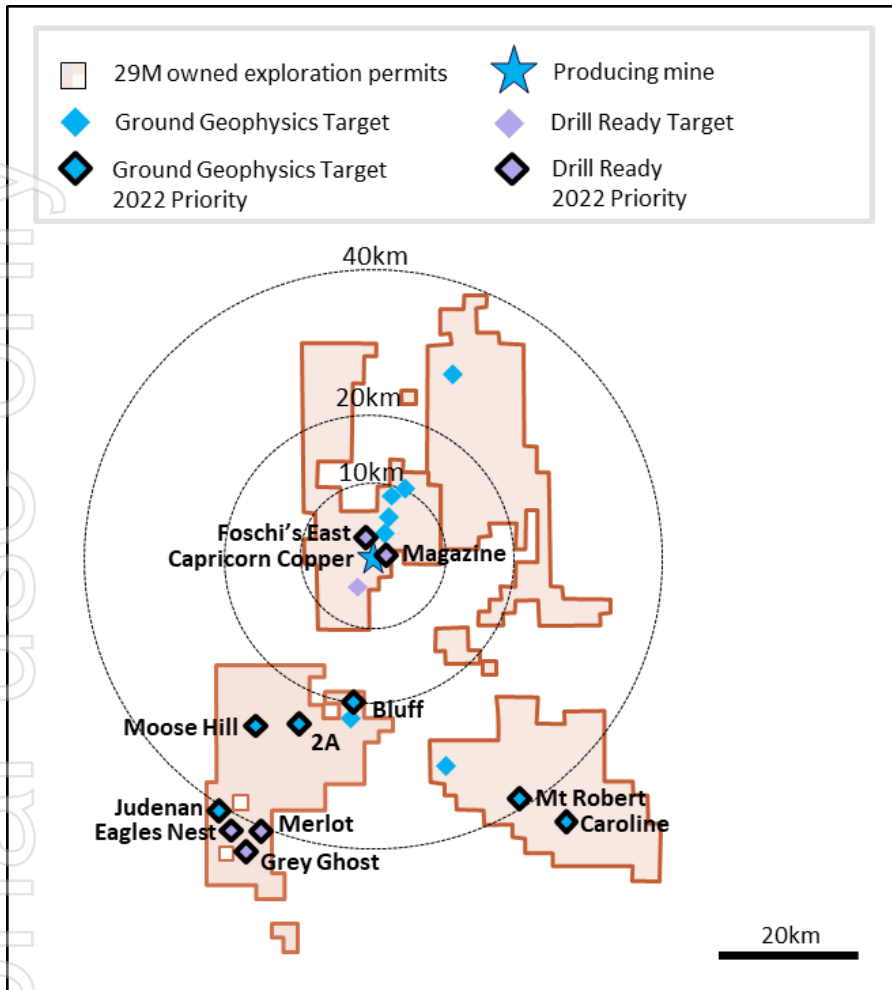 29M owned exploration permits
Producing mine
Ground Geophysics Target
Drill Ready Target
Ground Geophysics Target
2022 Priority
Drill Ready
2022 Priority
40km
20km
10km
Foschi's East
Capricorn Copper
Magazine
Bluff
Moose Hill
2A
Judenan
Mt Robert
Eagles Nest
Merlot
Caroline
Grey Ghost
20km